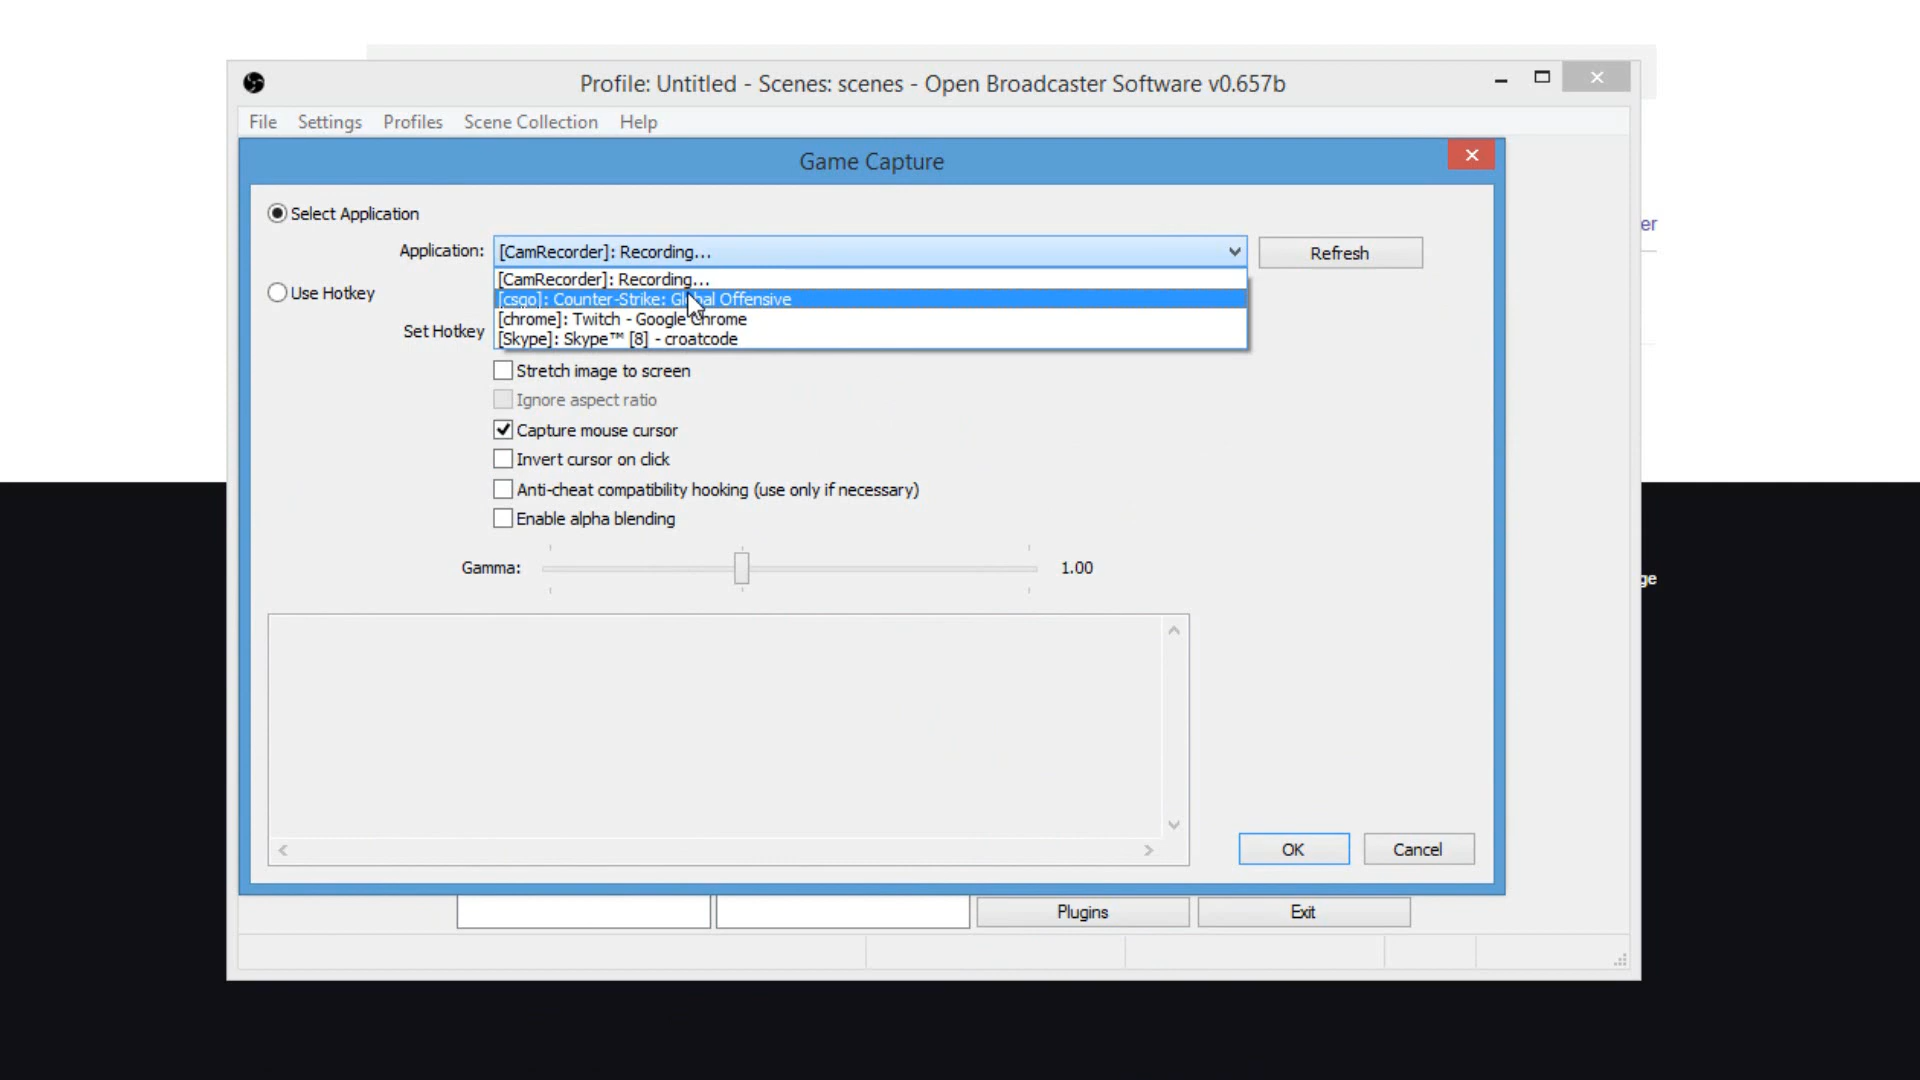 Profile: Untitled - Scenes: scenes - Open Broadcaster Software v0.657b
File Settings Profiles Scene Collection Help
Game Capture
Select Application
Application: [CamRecorder]: Recording... Refresh
[CamRecorder]: Recording...
Use Hotkey
[csgo]: Counter-Strike: Global Offensive
[chrome]: Twitch - Google Chrome
Set Hotkey
[Skype]: Skype™ [8] - croatcode
Stretch image to screen
Ignore aspect ratio
Capture mouse cursor
Invert cursor on click
Anti-cheat compatibility hooking (use only if necessary)
Enable alpha blending
Gamma: 1.00
OK Cancel
Plugins Exit
er
ge